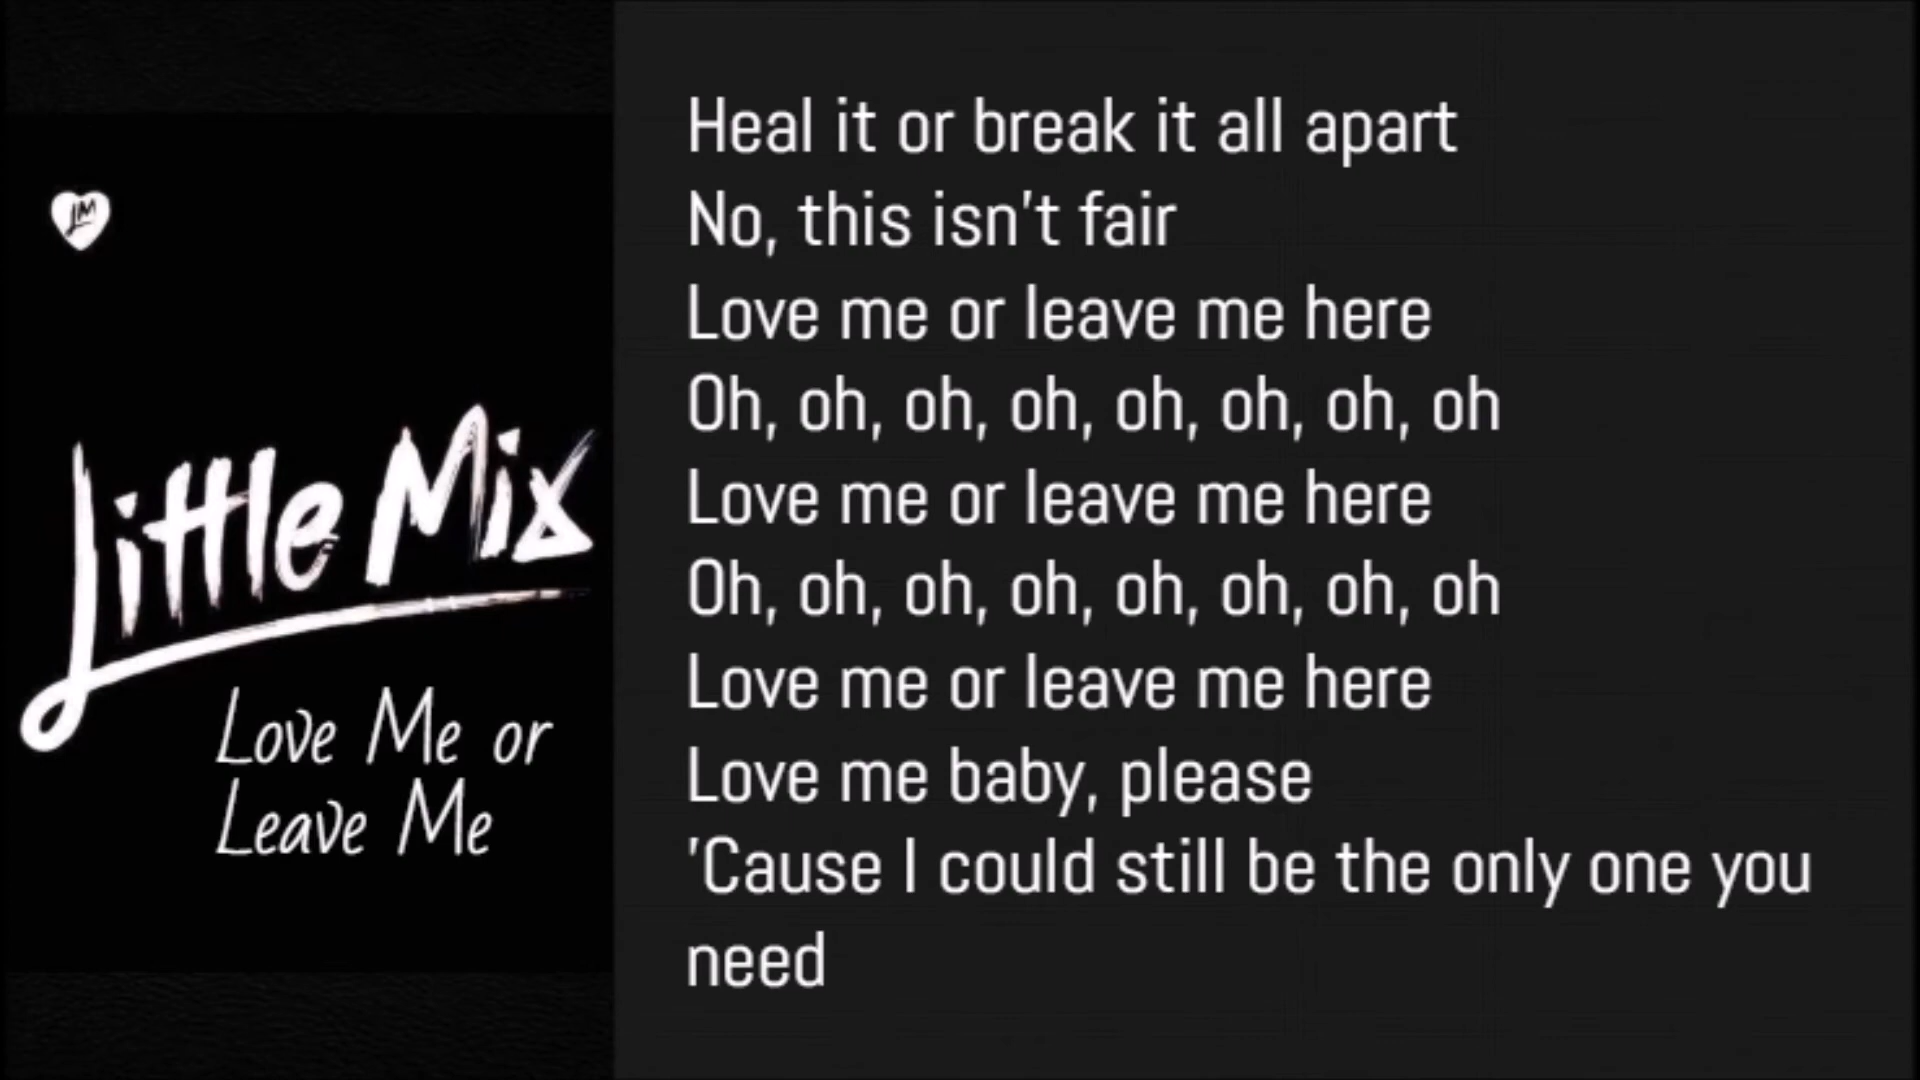 LM
Little Mix
Love Me or
Leave Me
Heal it or break it all apart
No, this isn't fair
Love me or leave me here
Oh, oh, oh, oh, oh, oh, oh, oh
Love me or leave me here
Oh, oh, oh, oh, oh, oh, oh, oh
Love me or leave me here
Love me baby, please
'Cause I could still be the only one you
need